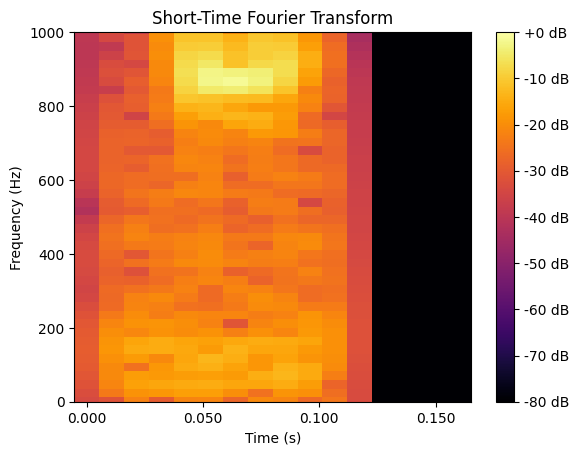 Short-Time Fourier Transform
Frequency (Hz)
1000
800
600
400
200
0
0.000
0.050
0.100
0.150
Time (s)
+0 dB
-10 dB
-20 dB
-30 dB
-40 dB
-50 dB
-60 dB
-70 dB
-80 dB